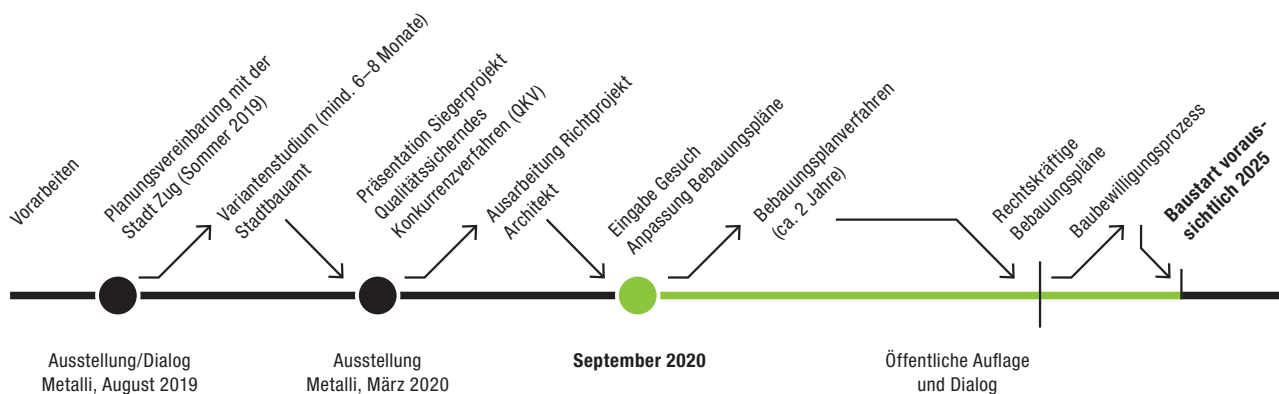 Vorarbeiten
Planungsvereinbarung mit der
Stadt Zug (Sommer 2019)
Variantenstudium (mind. 6–8 Monate)
Stadtbauamt
Präsentation Siegerprojekt
Qualitätssicherndes
Konkurrenzverfahren (QKV)
Ausarbeitung Richtprojekt
Architekt
Eingabe Gesuch
Anpassung Bebauungspläne
Bebauungsplanverfahren
(ca. 2 Jahre)
Rechtskräftige
Bebauungspläne
Baubewilligungsprozess
Baustart voraus-
sichtlich 2025
Ausstellung/Dialog
Metalli, August 2019
Ausstellung
Metalli, März 2020
September 2020
Öffentliche Auflage
und Dialog